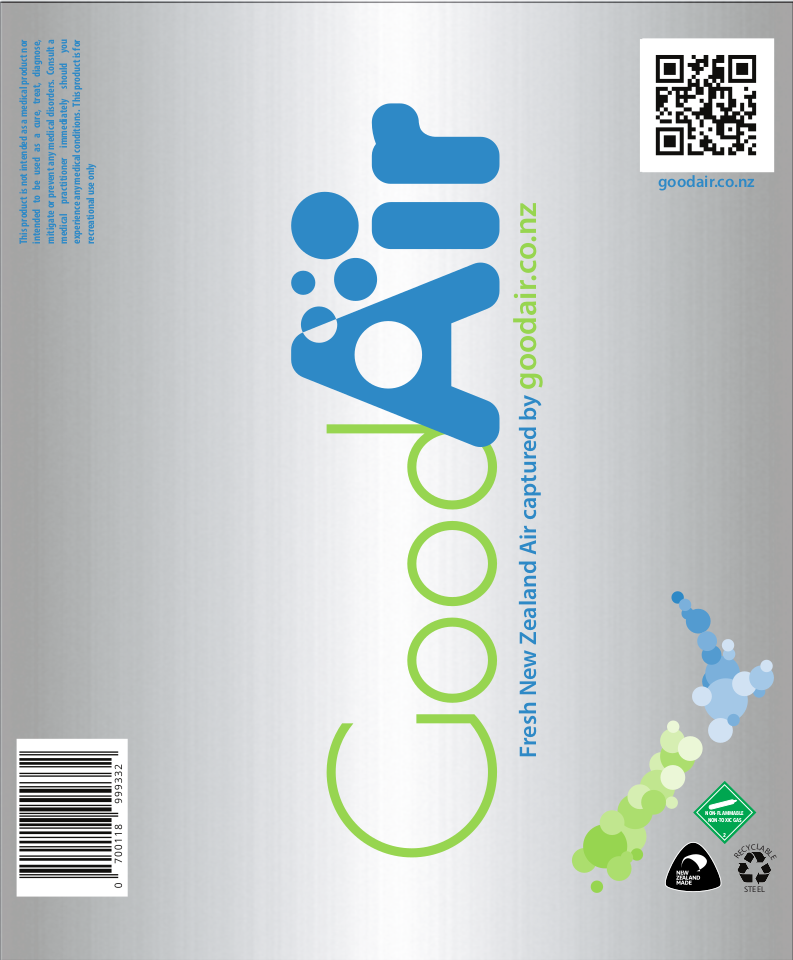 This product is not intended as a medical product nor
intended to be used as a cure, treat, diagnose,
mitigate or prevent any medical disorders. Consult a
medical practitioner immediately should you
experience any medical conditions. This product is for
recreational use only
GoodAir
Fresh New Zealand Air captured by goodair.co.nz
goodair.co.nz
0 700118 999332
NON-FLAMMABLE
NON-TOXIC GAS
2
NEW
ZEALAND
MADE
RECYCLABLE
STEEL